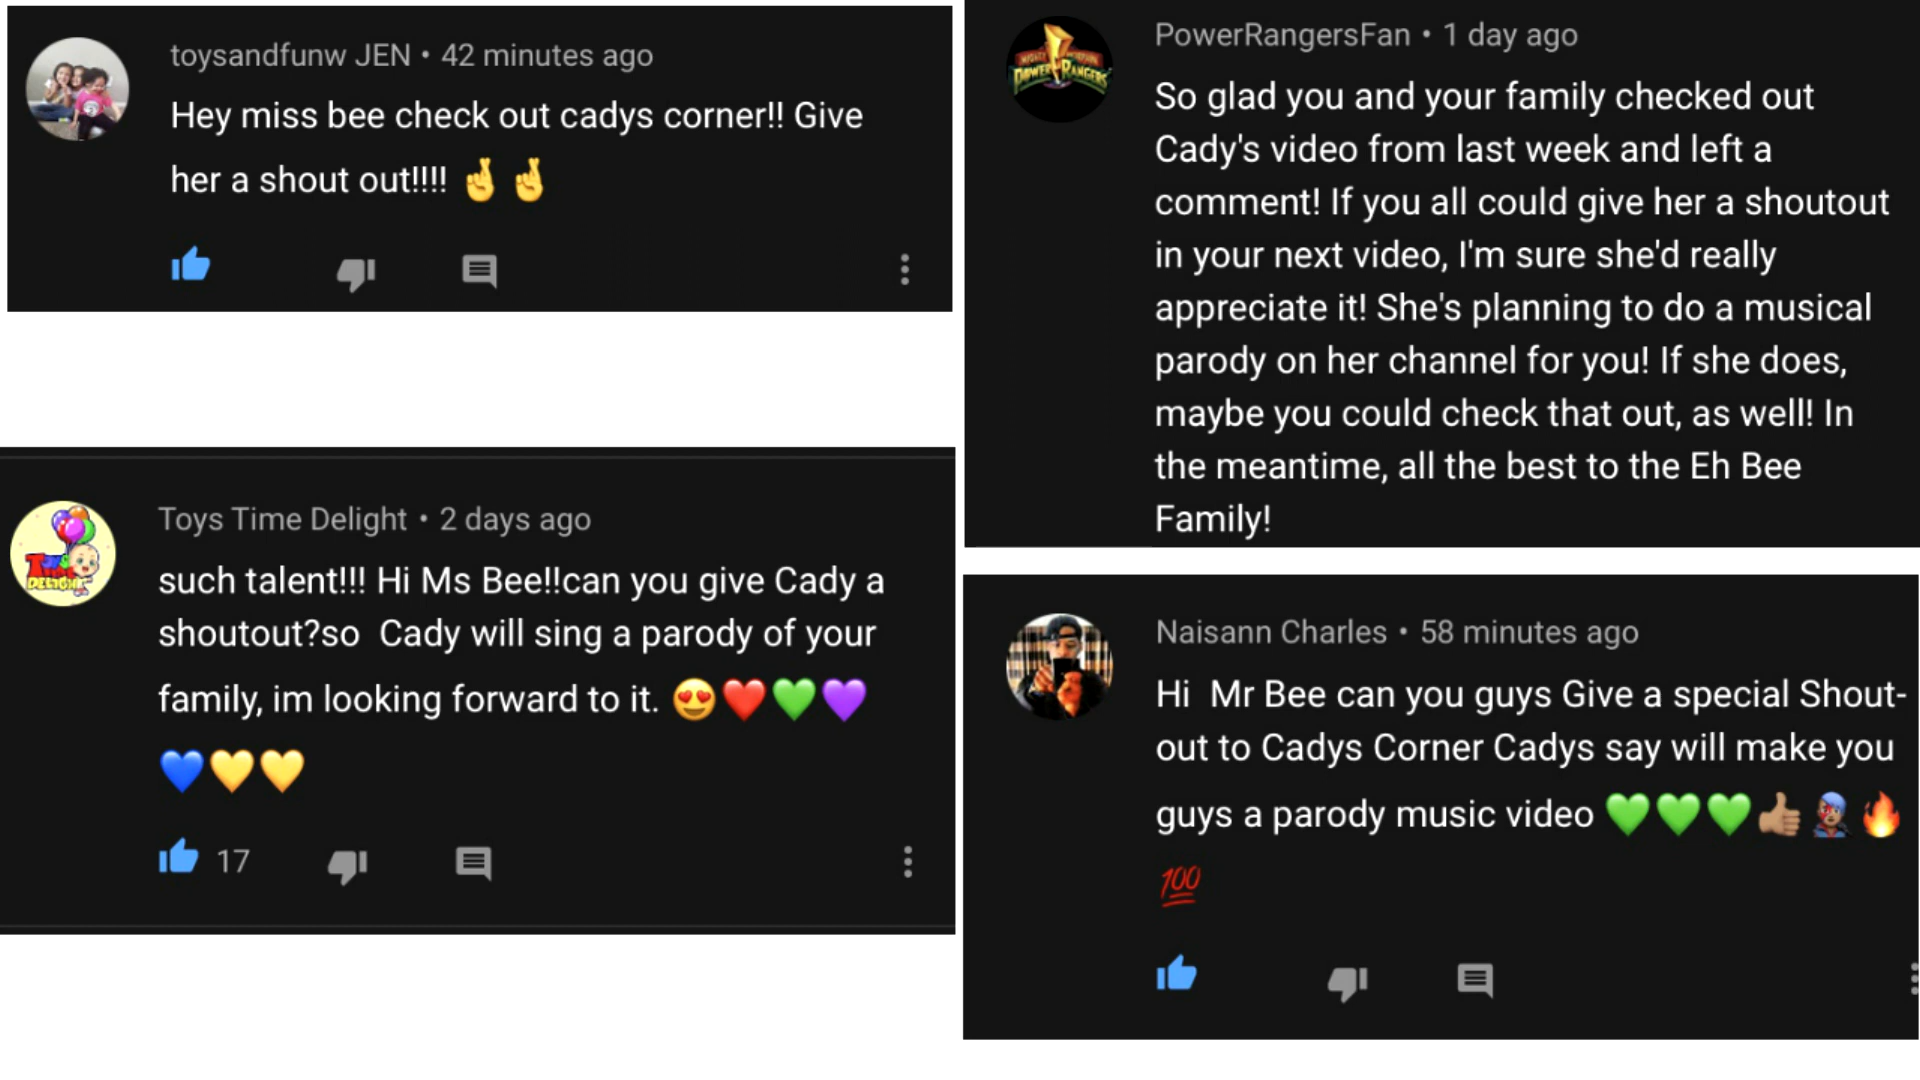 toysandfunw JEN • 42 minutes ago
Hey miss bee check out cadys corner!! Give
her a shout out!!!! 🤞🤞
Toys Time Delight • 2 days ago
such talent!!! Hi Ms Bee!!can you give Cady a
shoutout?so  Cady will sing a parody of your
family, im looking forward to it. 😍❤️💚💜
💙💛💛
17
MIGHTY MORPHIN
POWER RANGERS
PowerRangersFan • 1 day ago
So glad you and your family checked out
Cady's video from last week and left a
comment! If you all could give her a shoutout
in your next video, I'm sure she'd really
appreciate it! She's planning to do a musical
parody on her channel for you! If she does,
maybe you could check that out, as well! In
the meantime, all the best to the Eh Bee
Family!
Naisann Charles • 58 minutes ago
Hi  Mr Bee can you guys Give a special Shout-
out to Cadys Corner Cadys say will make you
guys a parody music video 💚💚💚👍🏽👨🏽‍🎤🔥
💯